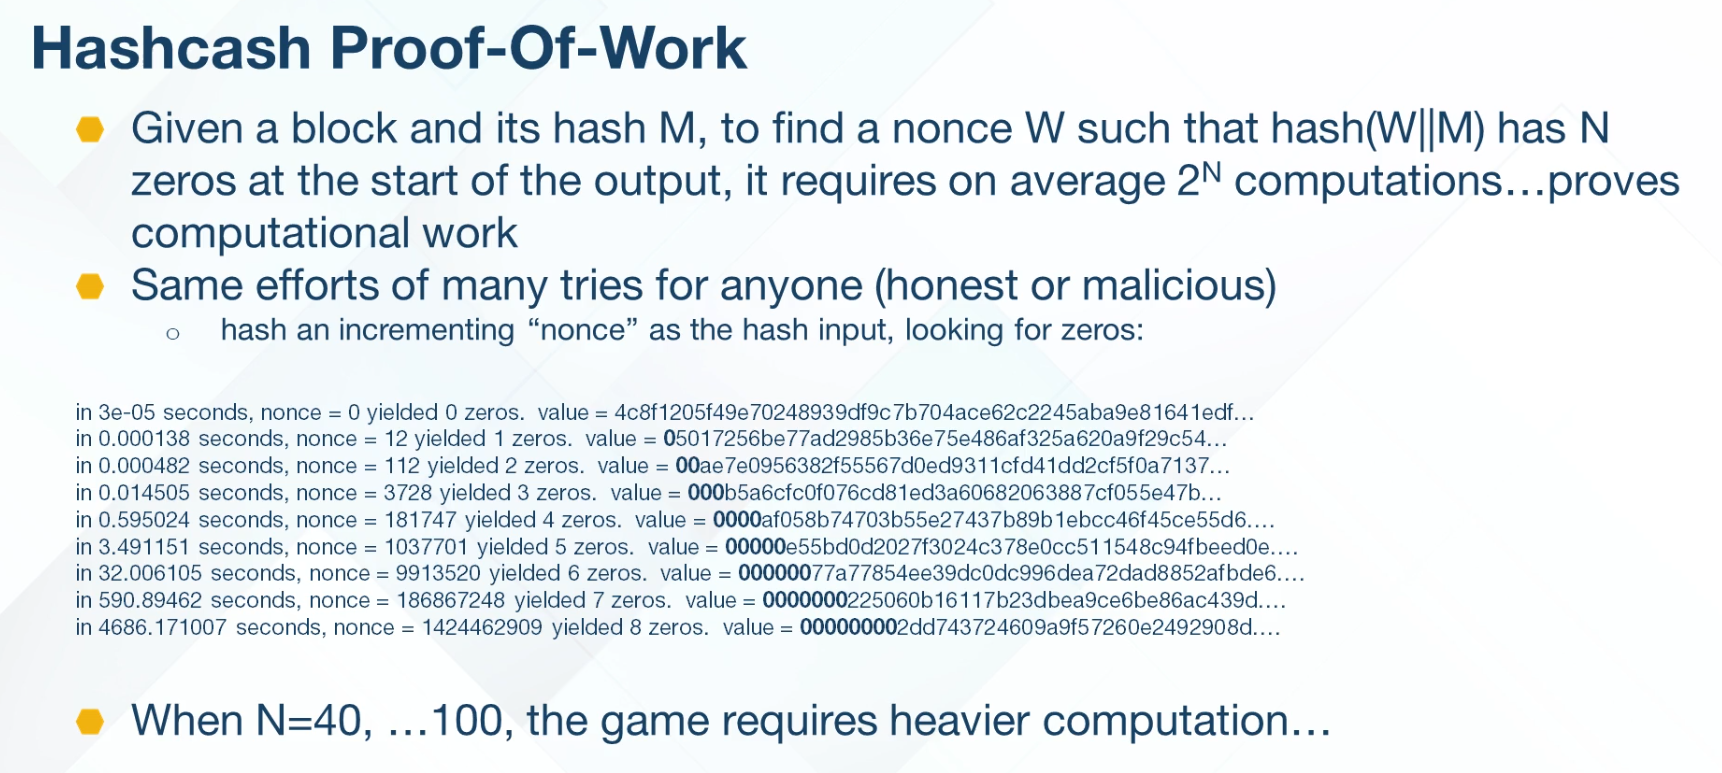 Hashcash Proof-Of-Work
Given a block and its hash M, to find a nonce W such that hash(W||M) has N
zeros at the start of the output, it requires on average 2ᴺ computations…proves
computational work
Same efforts of many tries for anyone (honest or malicious)
hash an incrementing “nonce” as the hash input, looking for zeros:
in 3e-05 seconds, nonce = 0 yielded 0 zeros.  value = 4c8f1205f49e70248939df9c7b704ace62c2245aba9e81641edf…
in 0.000138 seconds, nonce = 12 yielded 1 zeros.  value = 05017256be77ad2985b36e75e486af325a620a9f29c54…
in 0.000482 seconds, nonce = 112 yielded 2 zeros.  value = 00ae7e0956382f55567d0ed9311cfd41dd2cf5f0a7137…
in 0.014505 seconds, nonce = 3728 yielded 3 zeros.  value = 000b5a6cfc0f076cd81ed3a60682063887cf055e47b…
in 0.595024 seconds, nonce = 181747 yielded 4 zeros.  value = 0000af058b74703b55e27437b89b1ebcc46f45ce55d6….
in 3.491151 seconds, nonce = 1037701 yielded 5 zeros.  value = 00000e55bd0d2027f3024c378e0cc511548c94fbeed0e….
in 32.006105 seconds, nonce = 9913520 yielded 6 zeros.  value = 00000077a77854ee39dc0dc996dea72dad8852afbde6….
in 590.89462 seconds, nonce = 186867248 yielded 7 zeros.  value = 0000000225060b16117b23dbea9ce6be86ac439d….
in 4686.171007 seconds, nonce = 1424462909 yielded 8 zeros.  value = 000000002dd743724609a9f57260e2492908d….
When N=40, …100, the game requires heavier computation…